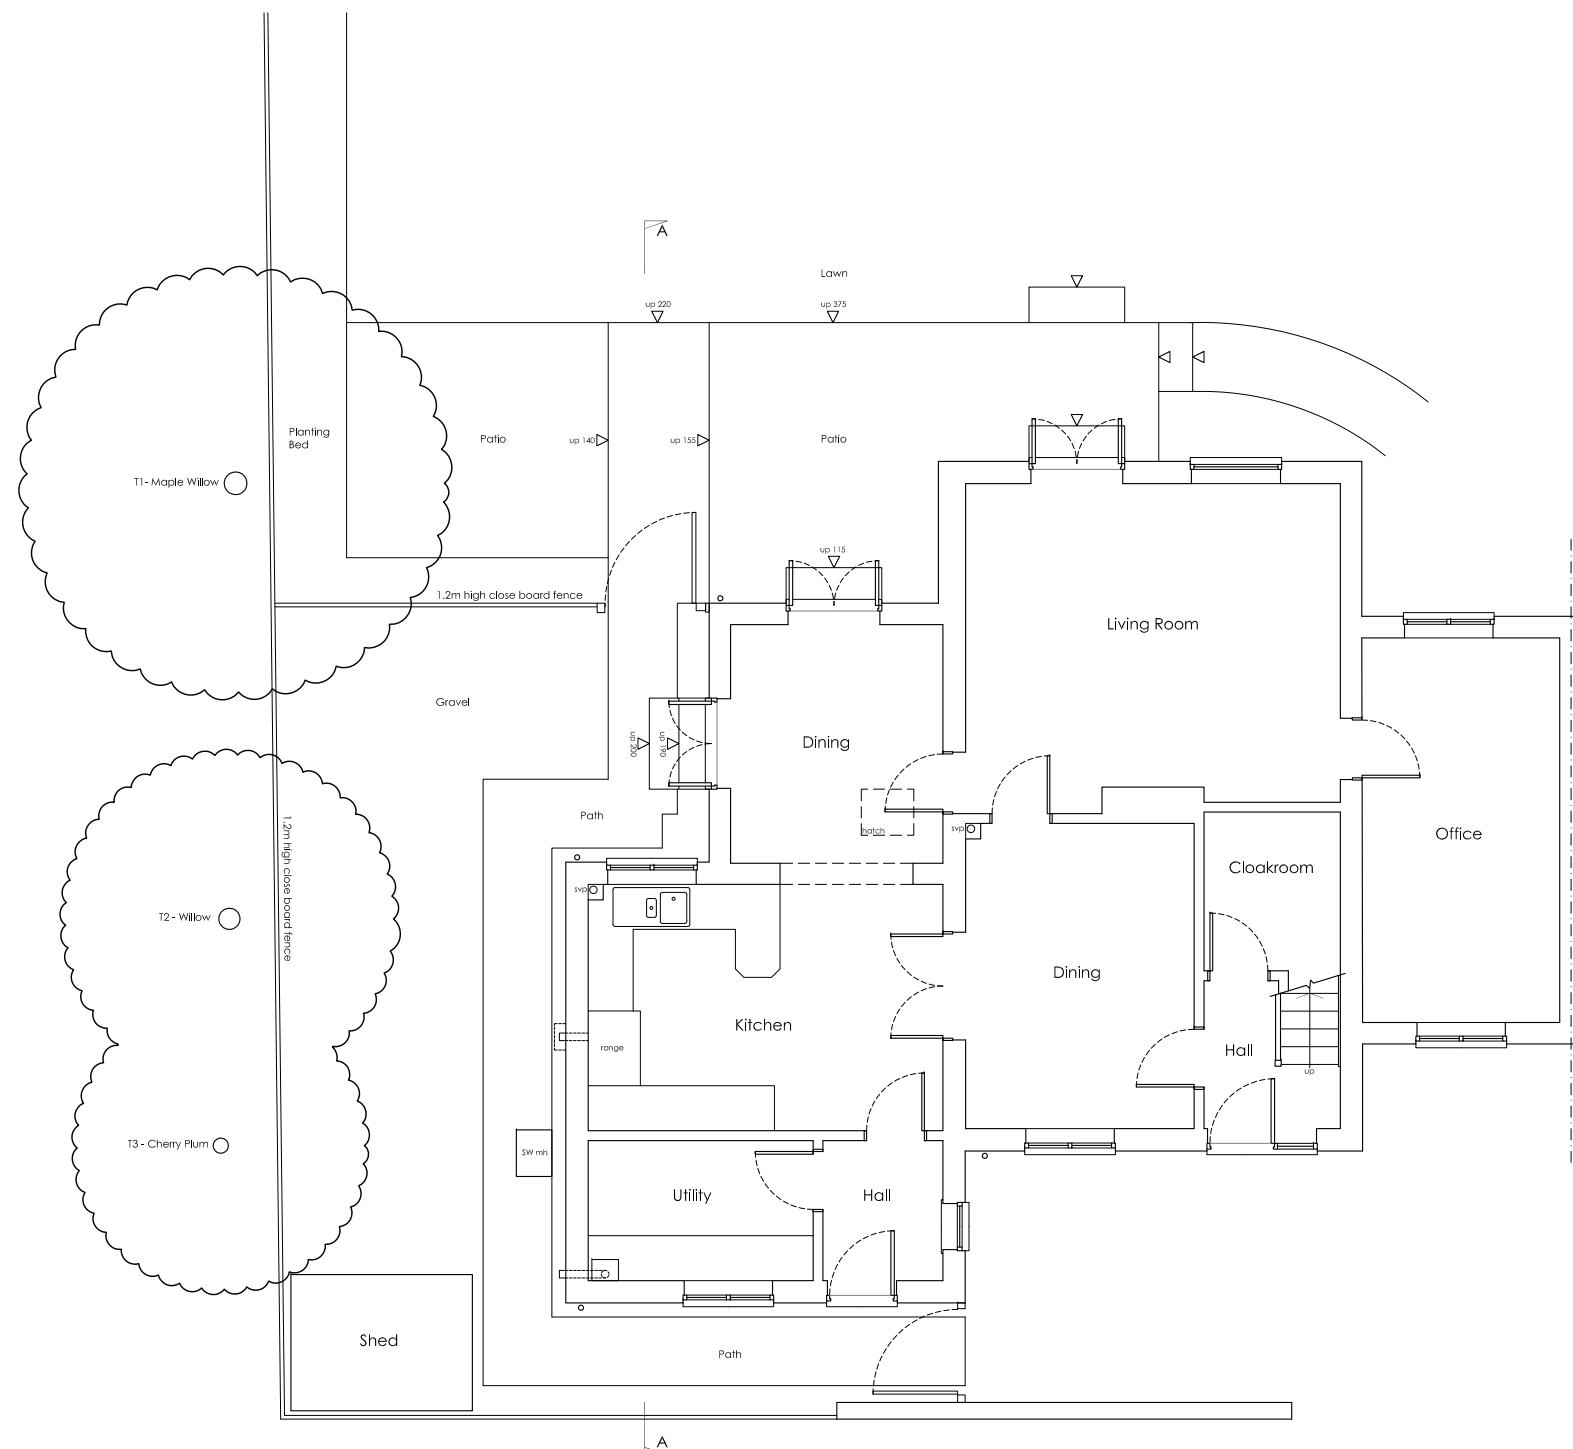 A
Lawn
up 220
up 375
Planting
Bed
Patio
up 140
up 155
Patio
T1- Maple Willow
up 115
1.2m high close board fence
Living Room
Gravel
up 200
up 190
Dining
Path
hatch
svp
Office
1.2m high close board fence
Cloakroom
svp
T2 - Willow
Dining
Kitchen
range
Hall
up
T3 - Cherry Plum
SW mh
Utility
Hall
Shed
Path
A